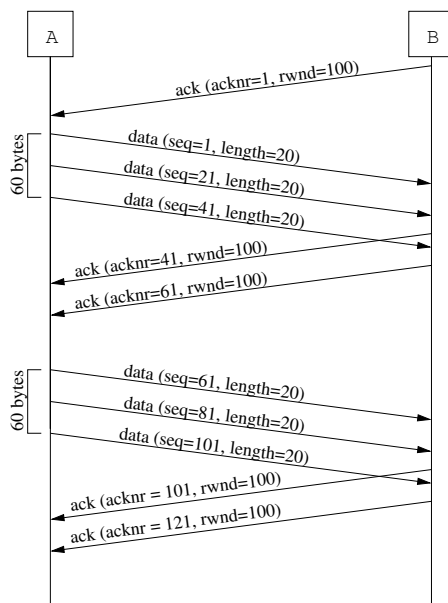 A
B
ack (acknr=1, rwnd=100)
60 bytes
data (seq=1, length=20)
data (seq=21, length=20)
data (seq=41, length=20)
ack (acknr=41, rwnd=100)
ack (acknr=61, rwnd=100)
60 bytes
data (seq=61, length=20)
data (seq=81, length=20)
data (seq=101, length=20)
ack (acknr = 101, rwnd=100)
ack (acknr = 121, rwnd=100)